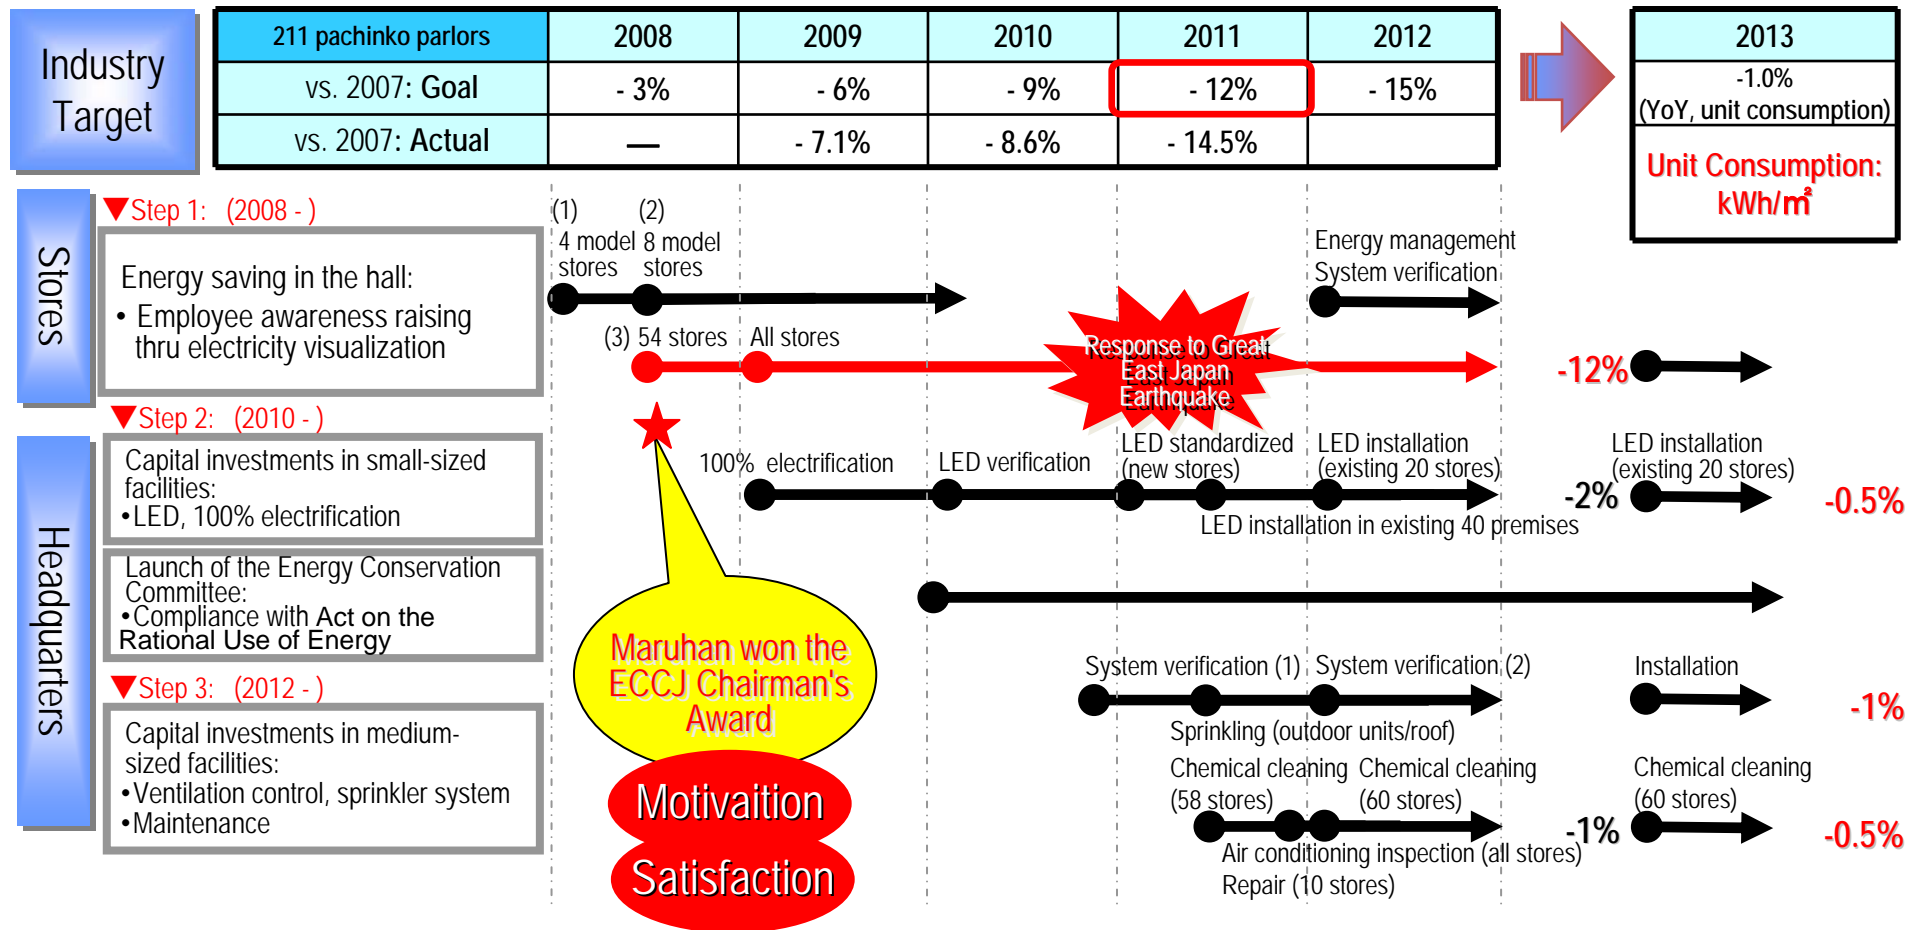 Industry
Target
211 pachinko parlors 2008 2009 2010 2011 2012
vs. 2007: Goal - 3% - 6% - 9% - 12% - 15%
vs. 2007: Actual — - 7.1% - 8.6% - 14.5%
2013
-1.0%
(YoY, unit consumption)
Unit Consumption:
kWh/㎡
Stores
▼Step 1: (2008 - )
Energy saving in the hall:
• Employee awareness raising
thru electricity visualization
(1) (2)
4 model 8 model
stores stores
Energy management
System verification
(3) 54 stores All stores
Response to Great
East Japan
Earthquake
-12%
Headquarters
▼Step 2: (2010 - )
Capital investments in small-sized
facilities:
•LED, 100% electrification
100% electrification
LED verification
LED standardized
(new stores)
LED installation
(existing 20 stores)
LED installation in existing 40 premises
-2%
LED installation
(existing 20 stores)
-0.5%
Launch of the Energy Conservation
Committee:
•Compliance with Act on the
Rational Use of Energy
Maruhan won the
ECCJ Chairman's
Award
Motivaition
Satisfaction
▼Step 3: (2012 - )
Capital investments in medium-
sized facilities:
•Ventilation control, sprinkler system
•Maintenance
System verification (1) System verification (2)
Installation
Sprinkling (outdoor units/roof)
-1%
Chemical cleaning
(58 stores)
Chemical cleaning
(60 stores)
Air conditioning inspection (all stores)
Repair (10 stores)
-1%
Chemical cleaning
(60 stores)
-0.5%